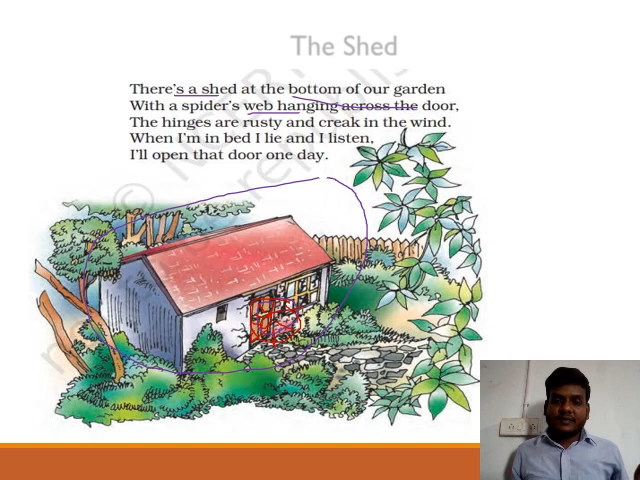 The Shed
There's a shed at the bottom of our garden
With a spider's web hanging across the door,
The hinges are rusty and creak in the wind.
When I'm in bed I lie and I listen,
I'll open that door one day.